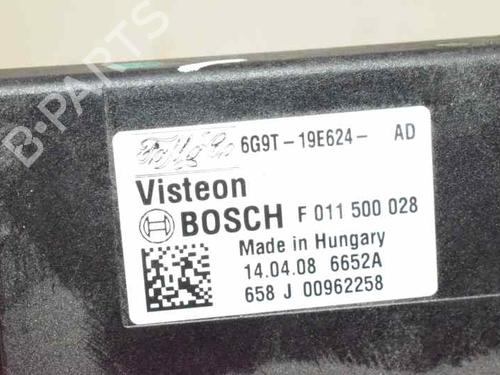 B-PARTS
6G9T-19E624- AD
Visteon
BOSCH F 011 500 028
Made in Hungary
14.04.08 6652A
658 J 00962258